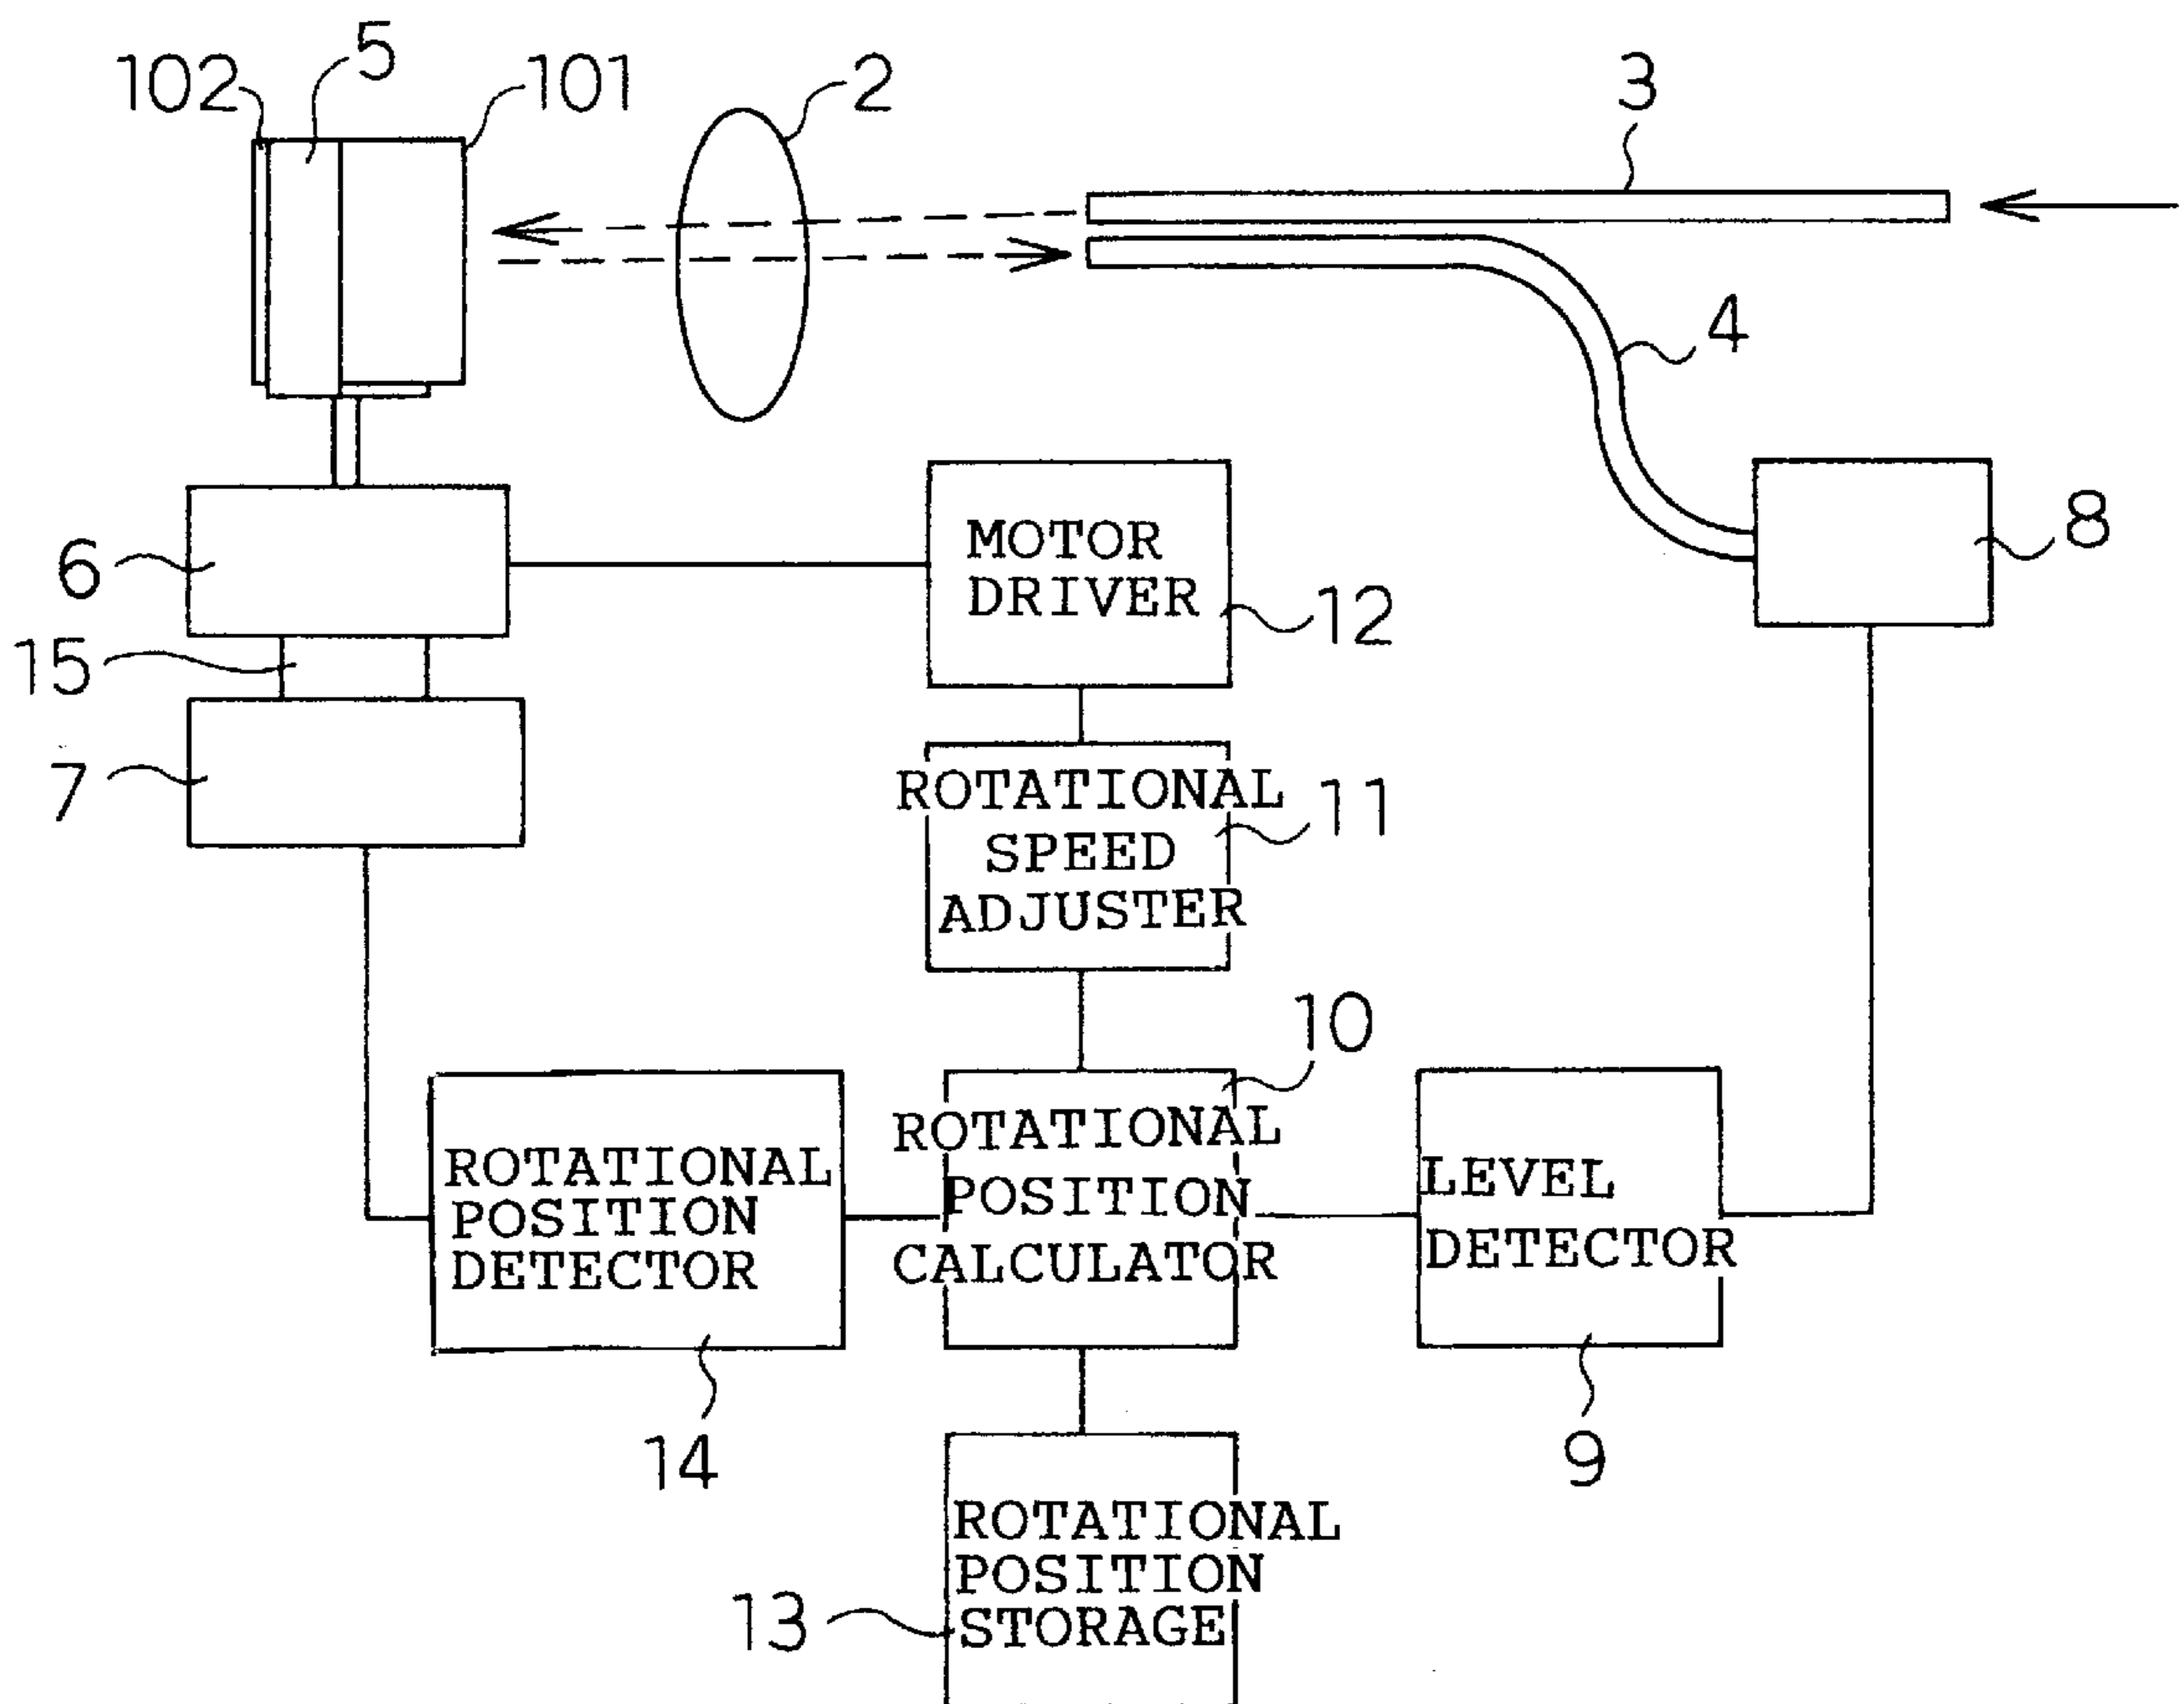 102
5
101
2
3
4
6
MOTOR
DRIVER
12
8
15
7
ROTATIONAL
SPEED
ADJUSTER
11
10
ROTATIONAL
POSITION
DETECTOR
14
ROTATIONAL
POSITION
CALCULATOR
LEVEL
DETECTOR
9
ROTATIONAL
POSITION
STORAGE
13